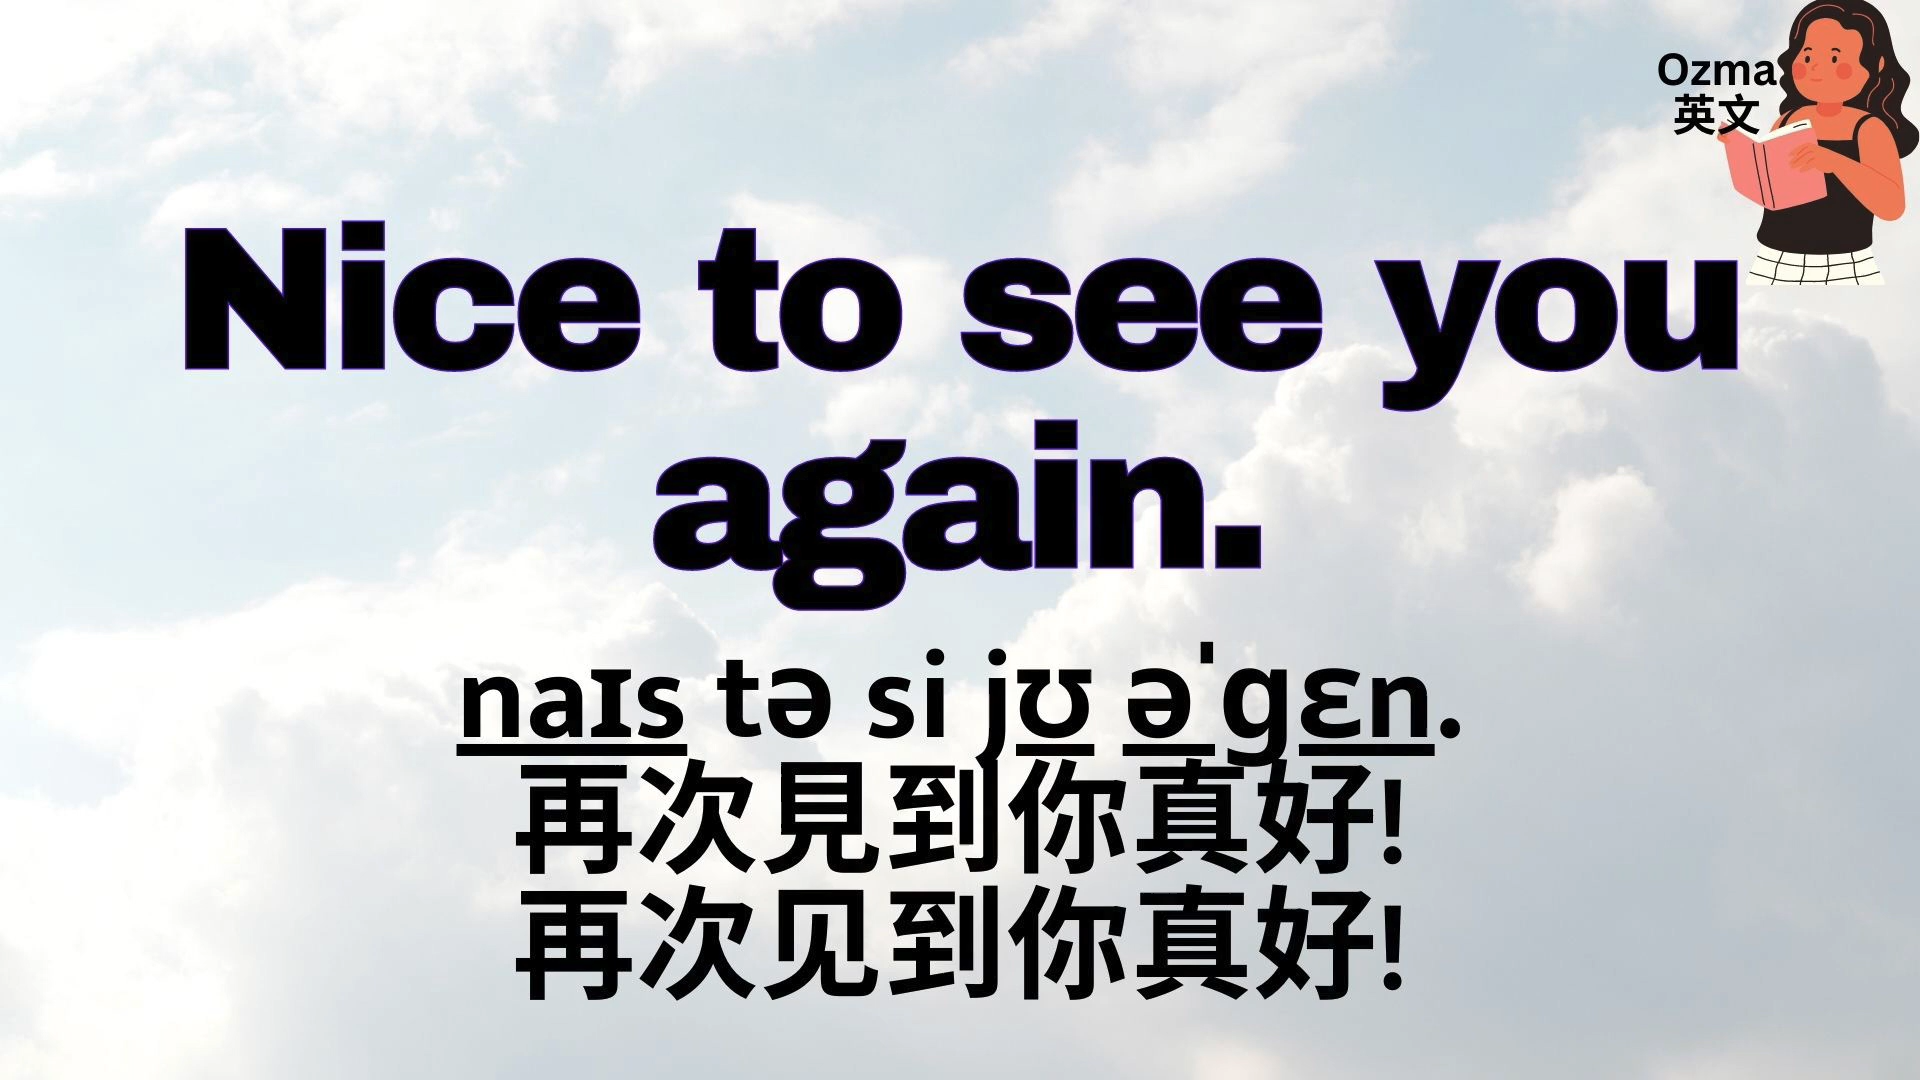 Ozma
英文
Nice to see you
again.
naɪs tə si jʊ əˈɡɛn.
再次見到你真好!
再次见到你真好!